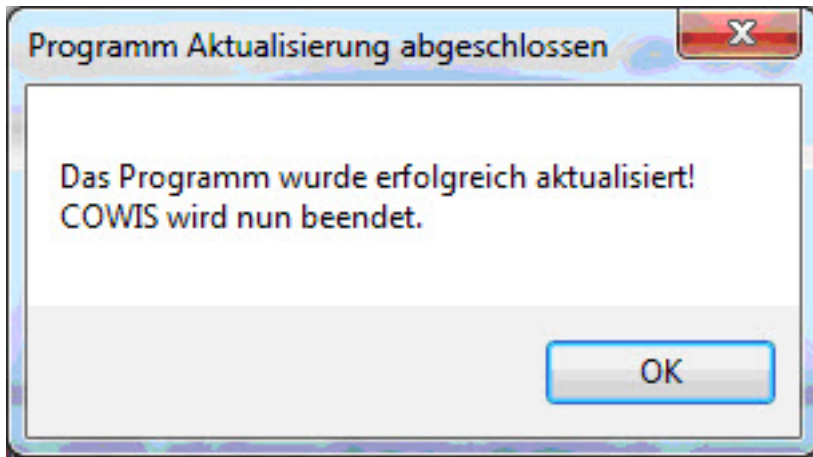 Programm Aktualisierung abgeschlossen
Das Programm wurde erfolgreich aktualisiert!
COWIS wird nun beendet.
OK